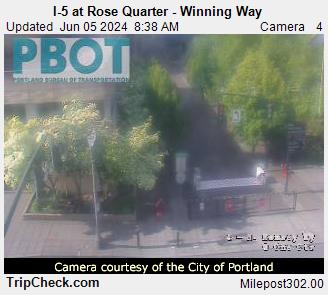 I-5 at Rose Quarter - Winning Way
Updated Jun 05 2024 8:38 AM Camera 4
PBOT
PORTLAND BUREAU OF TRANSPORTATION
Camera courtesy of the City of Portland
TripCheck.com Milepost302.00